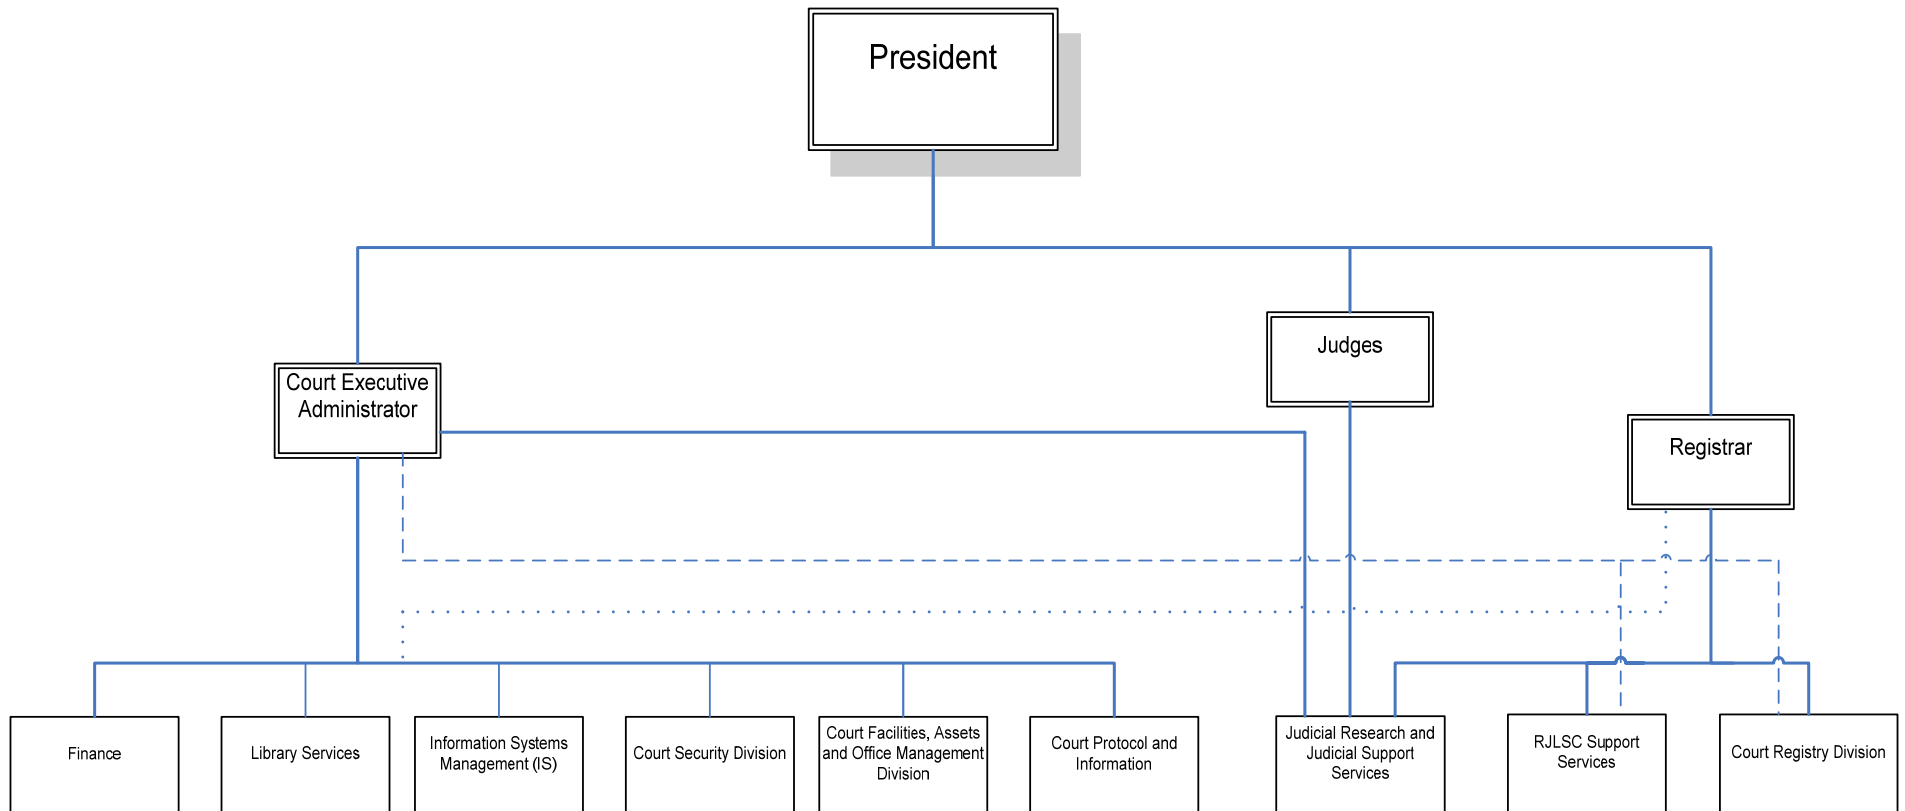 President
Judges
Court Executive
Administrator
Registrar
Finance
Library Services
Information Systems
Management (IS)
Court Security Division
Court Facilities, Assets
and Office Management
Division
Court Protocol and
Information
Judicial Research and
Judicial Support
Services
RJLSC Support
Services
Court Registry Division